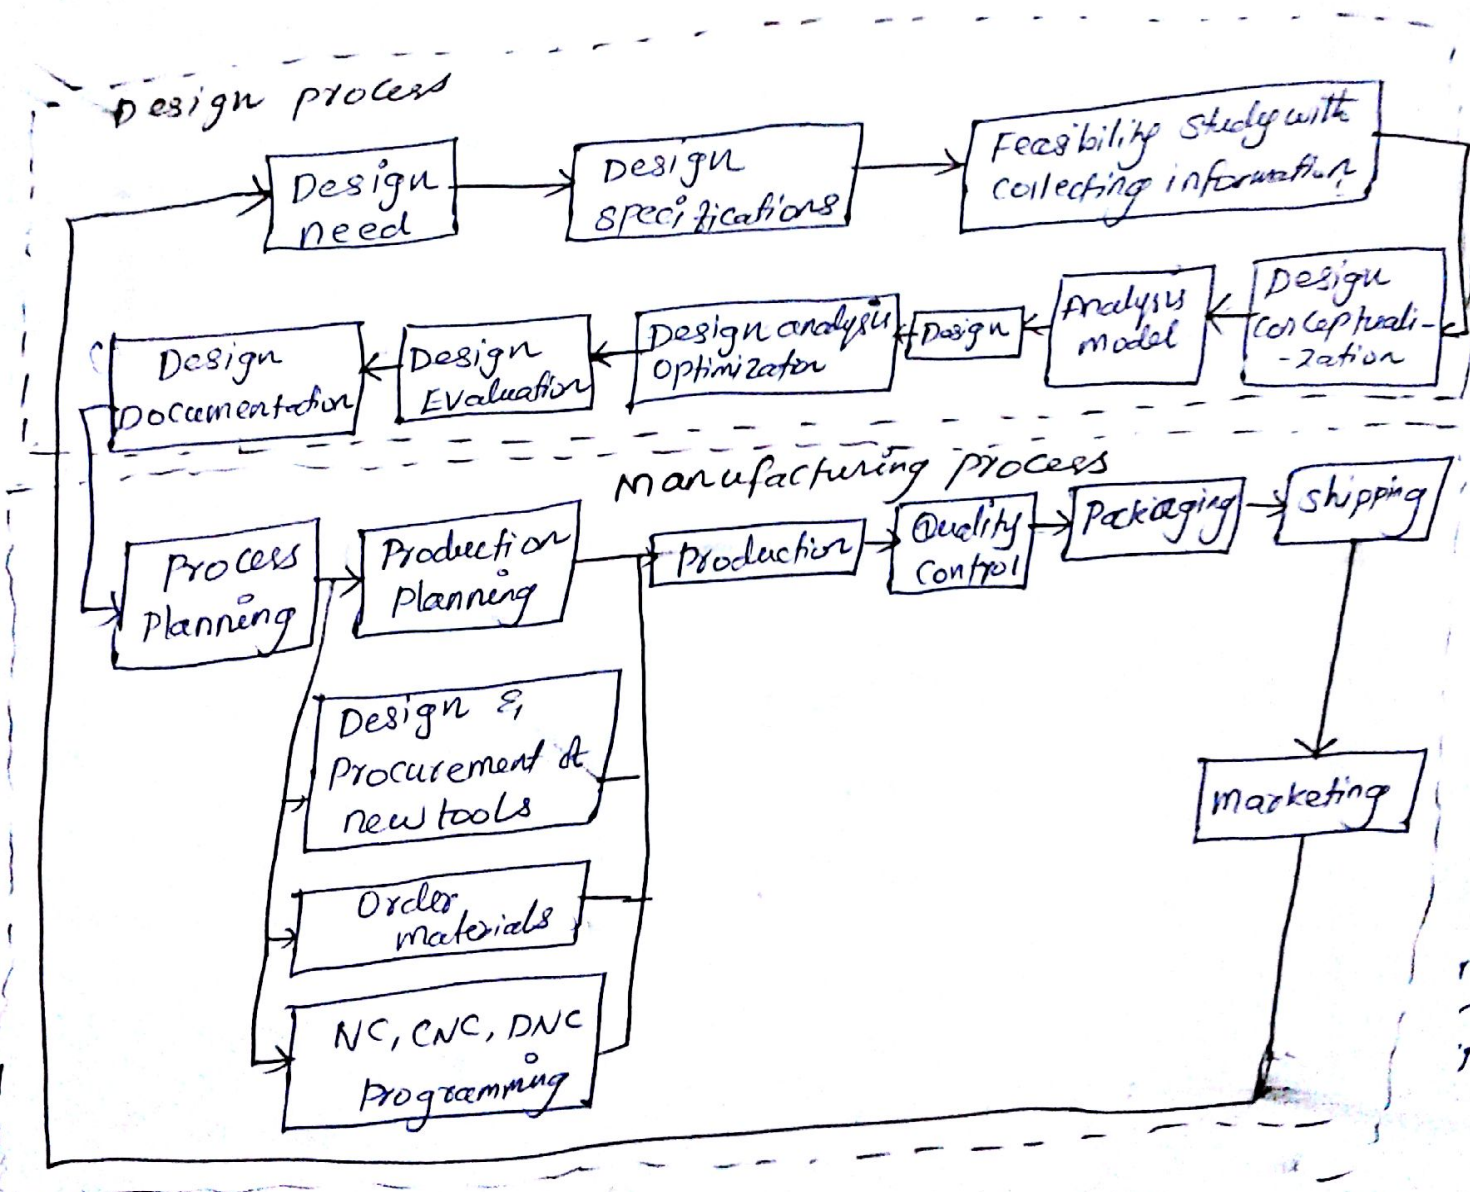 Design process
Design
need
Design
specifications
Feasibility study with
collecting information
Design
conceptuali-
-zation
Analysis
model
Design
Design analysis
optimization
Design
Evaluation
Design
Documentation
Manufacturing process
Process
Planning
Production
Planning
Production
Quality
control
Packaging
Shipping
Marketing
Design &
Procurement of
new tools
Order
materials
NC, CNC, DNC
Programming